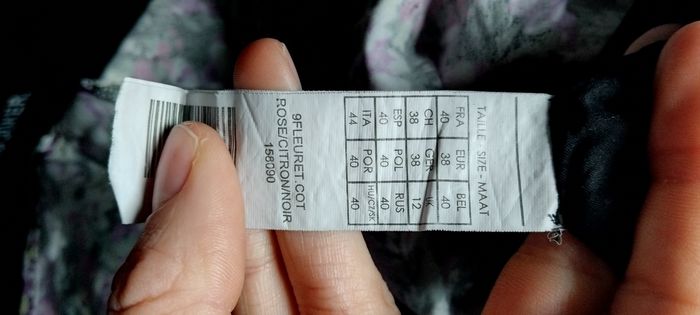 TAILLE SIZE - MAAT
FRA EUR BEL
40 38 40
CH GER UK
38 38 12
ESP POL RUS
40 40 40
ITA POR HU/CZ/SK
44 40 40
9FLEURET.COT
ROSE/CITRON/NOIR
156090